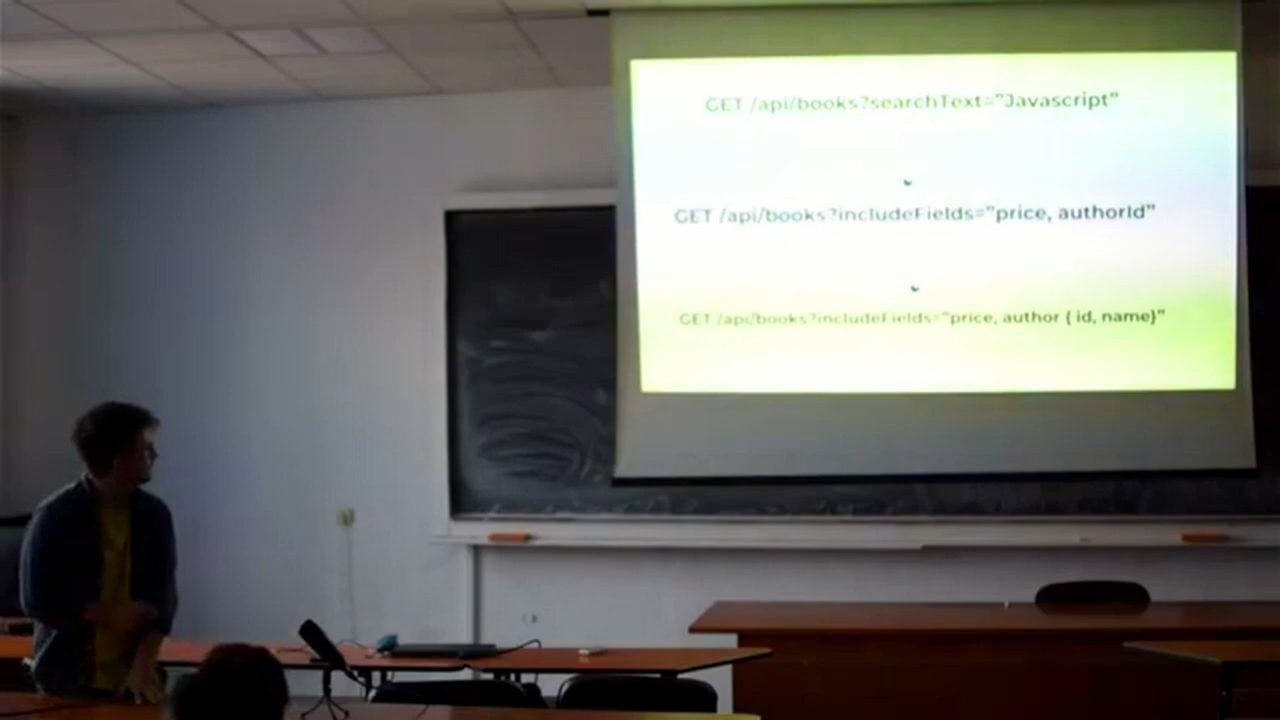 GET /api/books?searchText="Javascript"
GET /api/books?includeFields="price, authorId"
GET /api/books?includeFields="price, author { id, name}"